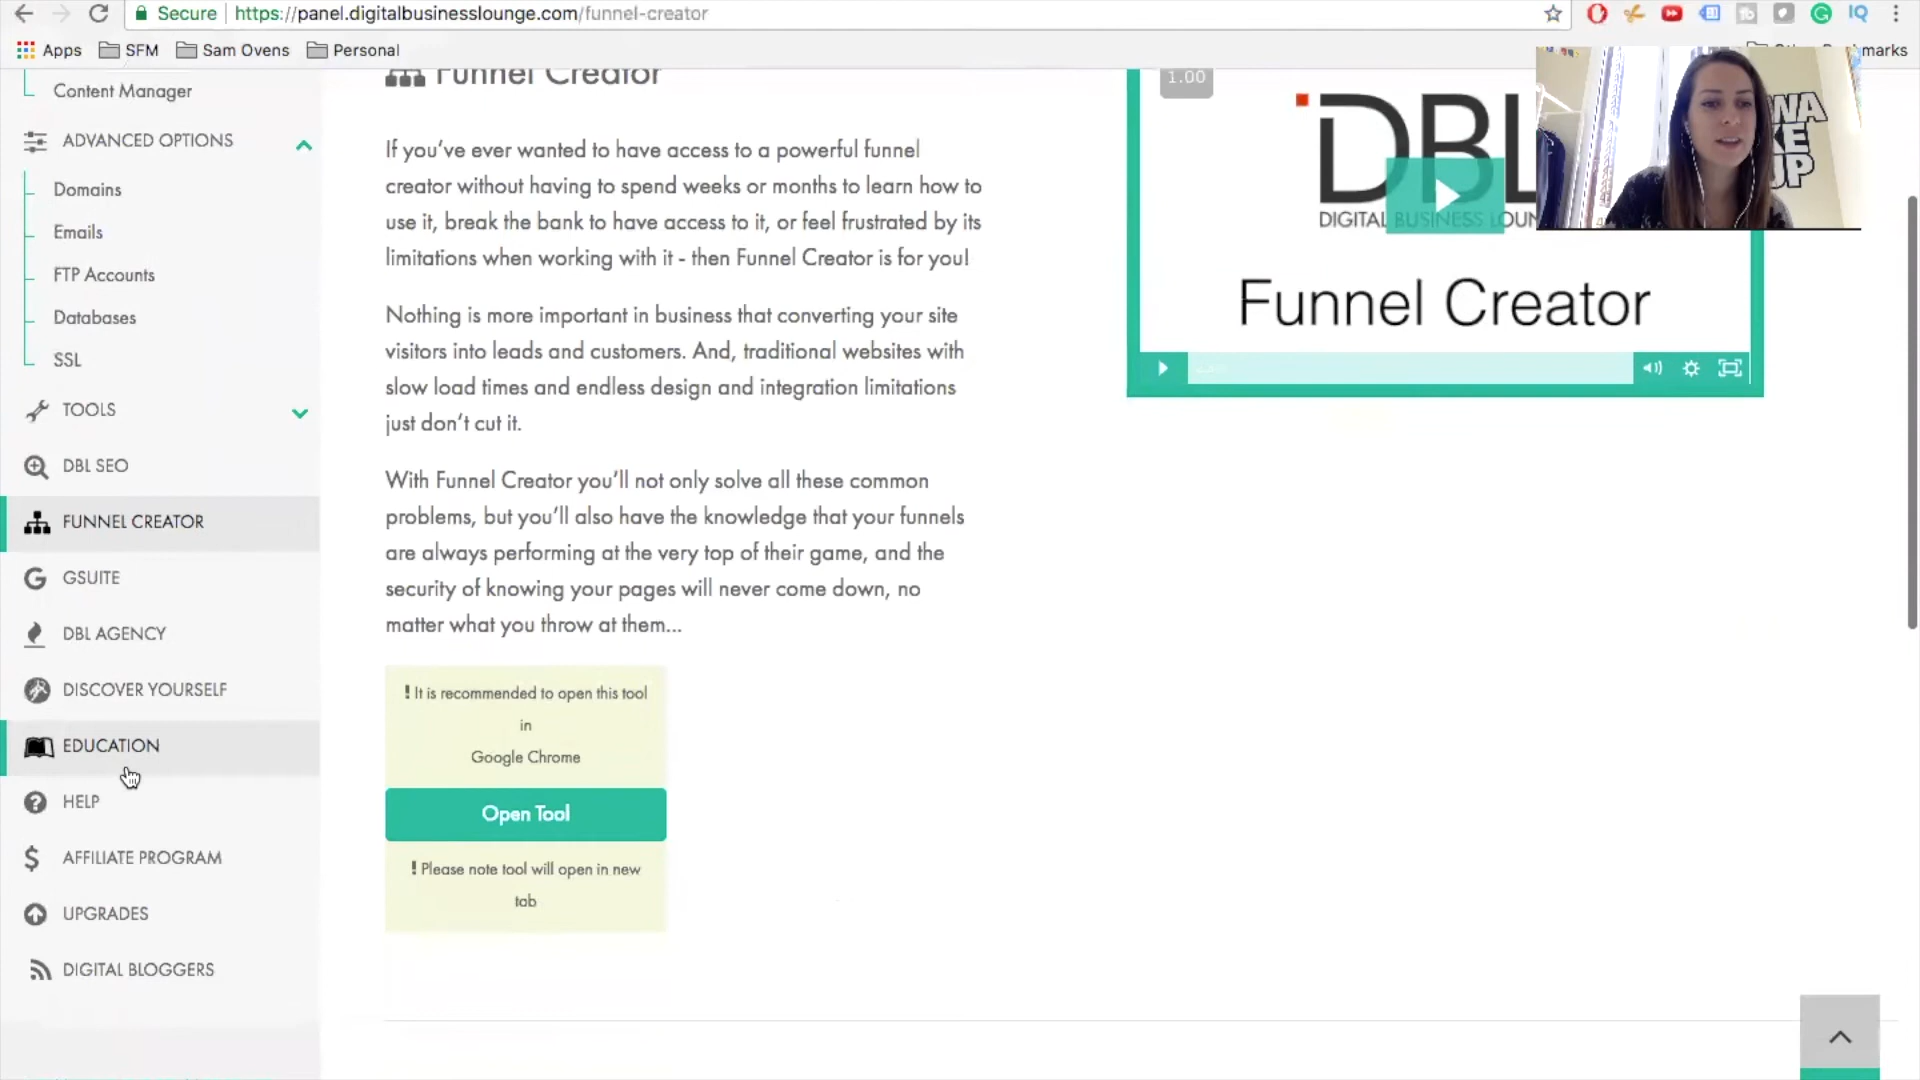 Secure
https://panel.digitalbusinesslounge.com/funnel-creator
Apps
SFM
Sam Ovens
Personal
marks
Content Manager
ADVANCED OPTIONS
Domains
Emails
FTP Accounts
Databases
SSL
TOOLS
DBL SEO
FUNNEL CREATOR
GSUITE
DBL AGENCY
DISCOVER YOURSELF
EDUCATION
HELP
AFFILIATE PROGRAM
UPGRADES
DIGITAL BLOGGERS
Funnel Creator
If you've ever wanted to have access to a powerful funnel
creator without having to spend weeks or months to learn how to
use it, break the bank to have access to it, or feel frustrated by its
limitations when working with it - then Funnel Creator is for you!
Nothing is more important in business that converting your site
visitors into leads and customers. And, traditional websites with
slow load times and endless design and integration limitations
just don't cut it.
With Funnel Creator you'll not only solve all these common
problems, but you'll also have the knowledge that your funnels
are always performing at the very top of their game, and the
security of knowing your pages will never come down, no
matter what you throw at them...
! It is recommended to open this tool
in
Google Chrome
Open Tool
! Please note tool will open in new
tab
1.00
DBL
DIGITAL BUSINESS LOUN
Funnel Creator
WA
KE
UP